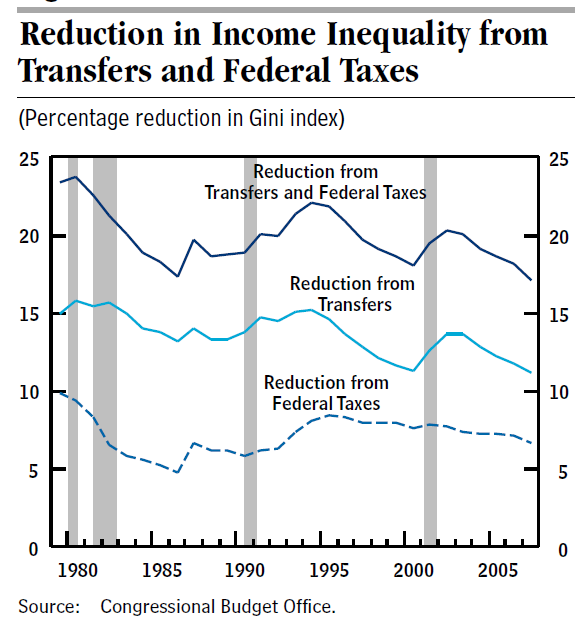 Reduction in Income Inequality from
Transfers and Federal Taxes
(Percentage reduction in Gini index)
25
25
Reduction from
Transfers and Federal Taxes
20
20
Reduction from
Transfers
15
15
Reduction from
Federal Taxes
10
10
5
5
0
0
1980 1985 1990 1995 2000 2005
Source: Congressional Budget Office.